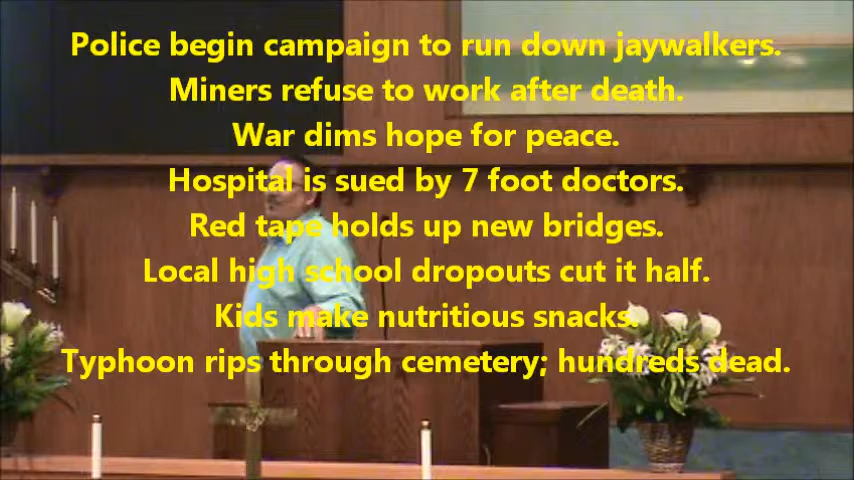 Police begin campaign to run down jaywalkers.
Miners refuse to work after death.
War dims hope for peace.
Hospital is sued by 7 foot doctors.
Red tape holds up new bridges.
Local high school dropouts cut it half.
Kids make nutritious snacks.
Typhoon rips through cemetery; hundreds dead.